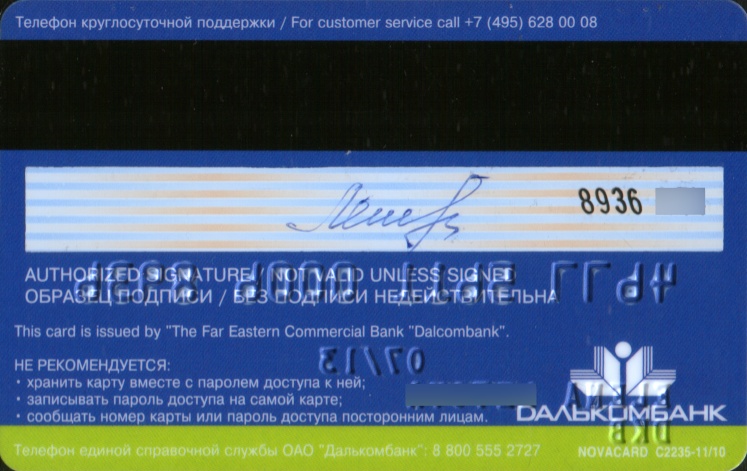 Телефон круглосуточной поддержки / For customer service call +7 (495) 628 00 08
8936
AUTHORIZED SIGNATURE / NOT VALID UNLESS SIGNED
ОБРАЗЕЦ ПОДПИСИ / БЕЗ ПОДПИСИ НЕДЕЙСТВИТЕЛЬНА
This card is issued by "The Far Eastern Commercial Bank "Dalcombank".
07/13
НЕ РЕКОМЕНДУЕТСЯ:
• хранить карту вместе с паролем доступа к ней;
• записывать пароль доступа на самой карте;
• сообщать номер карты или пароль доступа посторонним лицам.
ДАЛЬКОМБАНК
Телефон единой справочной службы ОАО "Далькомбанк": 8 800 555 2727
NOVACARD C2235-11/10